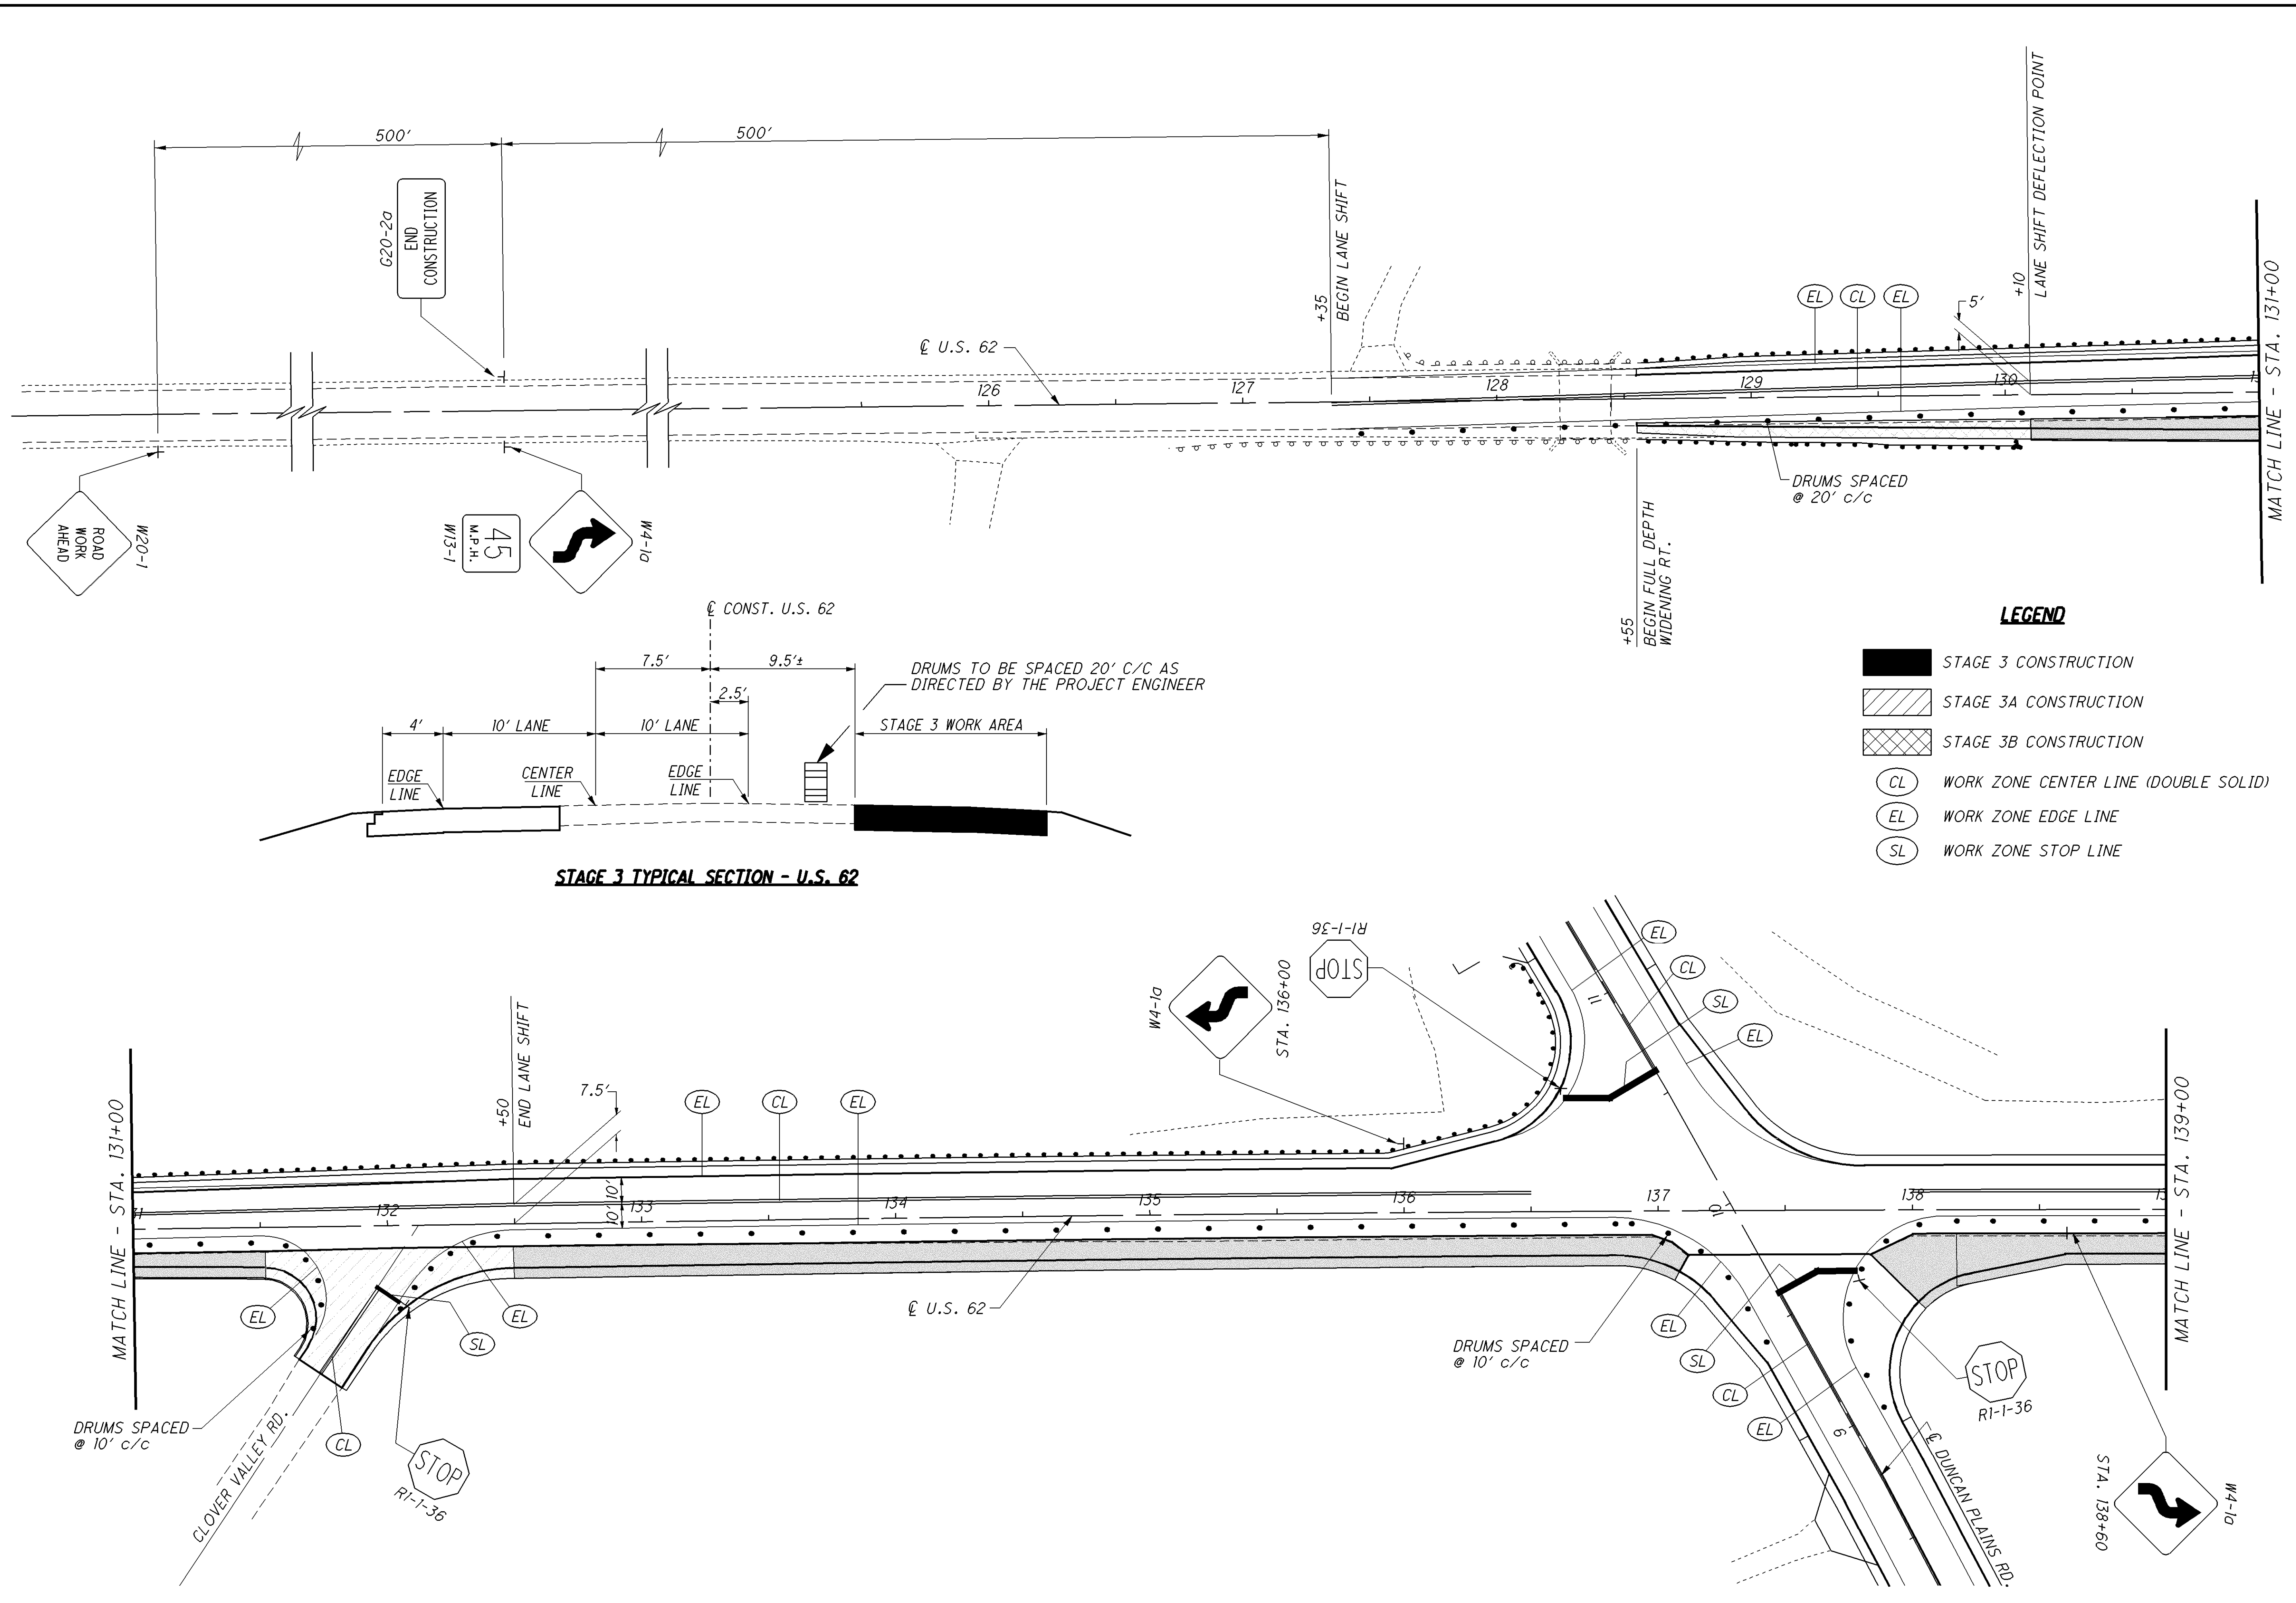 500'
500'
G20-2a
END
CONSTRUCTION
+35
BEGIN LANE SHIFT
+10
LANE SHIFT DEFLECTION POINT
MATCH LINE - STA. 131+00
EL
CL
EL
5'
℄ U.S. 62
126
127
128
129
130
DRUMS SPACED
@ 20' c/c
W20-1
ROAD
WORK
AHEAD
W13-1
45
M.P.H.
W4-1a
+55
BEGIN FULL DEPTH
WIDENING RT.
℄ CONST. U.S. 62
7.5'
9.5'±
2.5'
DRUMS TO BE SPACED 20' C/C AS
DIRECTED BY THE PROJECT ENGINEER
4'
10' LANE
10' LANE
STAGE 3 WORK AREA
EDGE
LINE
CENTER
LINE
EDGE
LINE
STAGE 3 TYPICAL SECTION - U.S. 62
LEGEND
STAGE 3 CONSTRUCTION
STAGE 3A CONSTRUCTION
STAGE 3B CONSTRUCTION
CL WORK ZONE CENTER LINE (DOUBLE SOLID)
EL WORK ZONE EDGE LINE
SL WORK ZONE STOP LINE
MATCH LINE - STA. 131+00
+50
END LANE SHIFT
7.5'
EL
CL
EL
10'
10'
132
133
134
135
136
137
138
W4-1a
STA. 136+00
R1-1-36
STOP
EL
CL
SL
EL
11
10
9
MATCH LINE - STA. 139+00
EL
EL
SL
CL
DRUMS SPACED
@ 10' c/c
CLOVER VALLEY RD.
STOP
R1-1-36
℄ U.S. 62
DRUMS SPACED
@ 10' c/c
EL
SL
CL
EL
STOP
R1-1-36
℄ DUNCAN PLAINS RD.
STA. 138+60
W4-1a